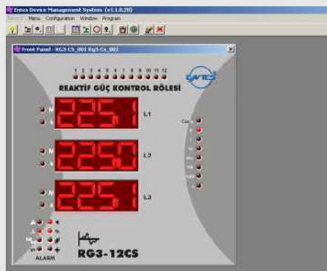 Entes Device Management System (v1.1.0.20)
Menu Configuration Window Program
Front Panel - RG3-12 CS_001 Rg3 Cs_001
1 2 3 4 5 6 7 8 9 10 11 12
ENTES
REAKTİF GÜÇ KONTROL RÖLESİ
M
k
225.1
L1
M
k
225.0
L2
M
k
225.1
L3
ALARM
RG3-12CS